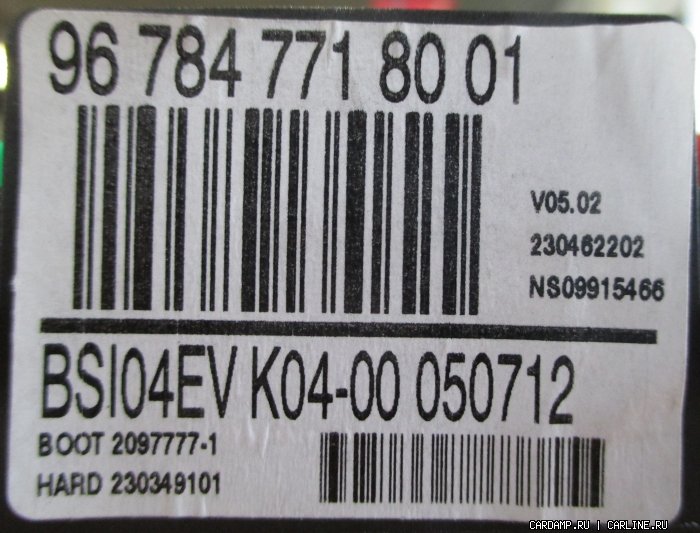 96 784 771 80 01
V05.02
230462202
NS09915466
BSI04EV K04-00 050712
BOOT 2097777-1
HARD 230349101
CARDAMP.RU | CARLINE.RU